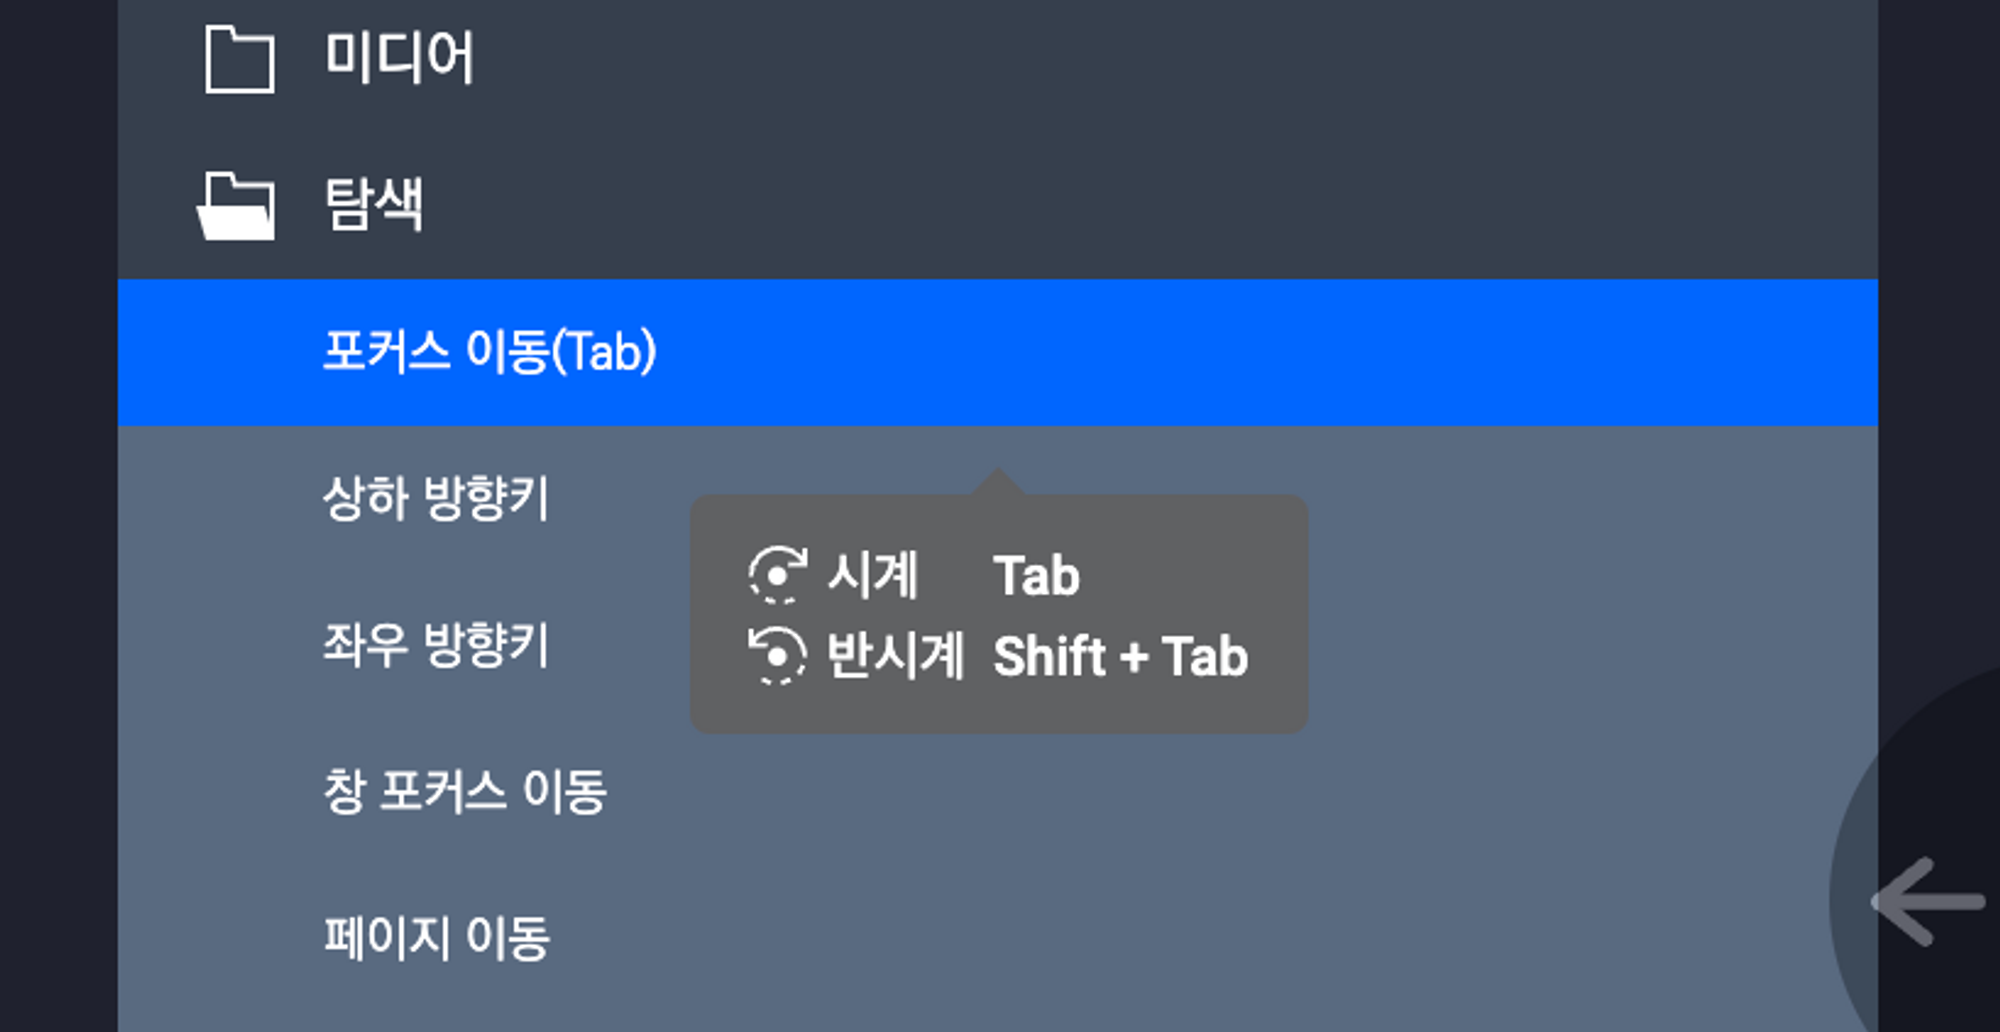 미디어
탐색
포커스 이동(Tab)
상하 방향키
시계 Tab
반시계 Shift + Tab
좌우 방향키
창 포커스 이동
페이지 이동